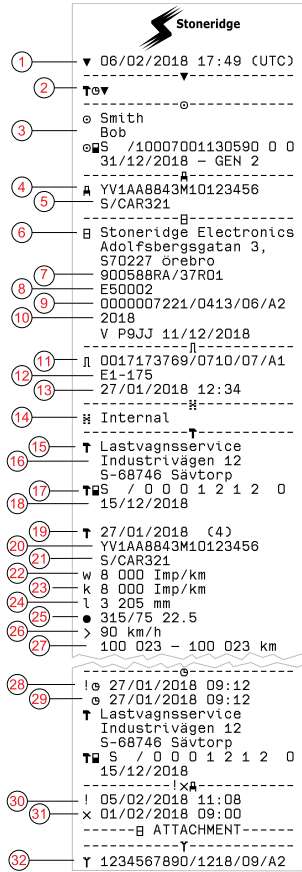 Stoneridge
1 ▼ 06/02/2018 17:49 (UTC)
2
3 Smith
Bob
S /1000700113059 0 0 0
31/12/2018 – GEN 2
4 YV1AA8843M10123456
5 S/CAR321
6 Stoneridge Electronics
Adolfsbergsgatan 3,
S70227 Örebro
7 900588RA/37R01
8 E50002
9 0000007221/0413/06/A2
10 2018
V P9JJ 11/12/2018
11 0017173769/0710/07/A1
12 E1-175
13 27/01/2018 12:34
14 Internal
15 Lastvagnsservice
16 Industrivägen 12
S-68746 Sävtorp
17 S / 0 0 0 1 2 1 2 0
18 15/12/2018
19 27/01/2018 (4)
20 YV1AA8843M10123456
21 S/CAR321
22 w 8 000 Imp/km
23 k 8 000 Imp/km
24 l 3 205 mm
25 ● 315/75 22.5
26 > 90 km/h
27 100 023 – 100 023 km
28 ! 27/01/2018 09:12
29 27/01/2018 09:12
Lastvagnsservice
Industrivägen 12
S-68746 Sävtorp
S / 0 0 0 1 2 1 2 0
15/12/2018
!×
30 ! 05/02/2018 11:08
31 × 01/02/2018 09:00
ATTACHMENT
32 1234567890/1218/09/A2